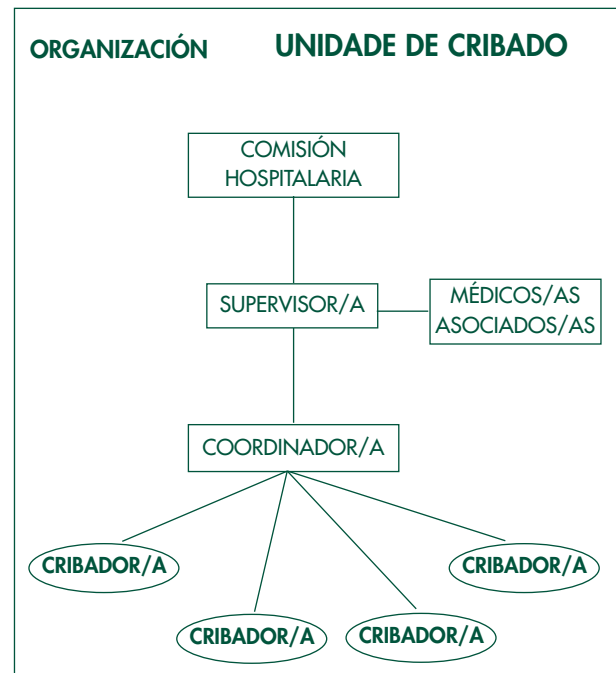 ORGANIZACIÓN
UNIDADE DE CRIBADO
COMISIÓN
HOSPITALARIA
SUPERVISOR/A
MÉDICOS/AS
ASOCIADOS/AS
COORDINADOR/A
CRIBADOR/A
CRIBADOR/A
CRIBADOR/A
CRIBADOR/A